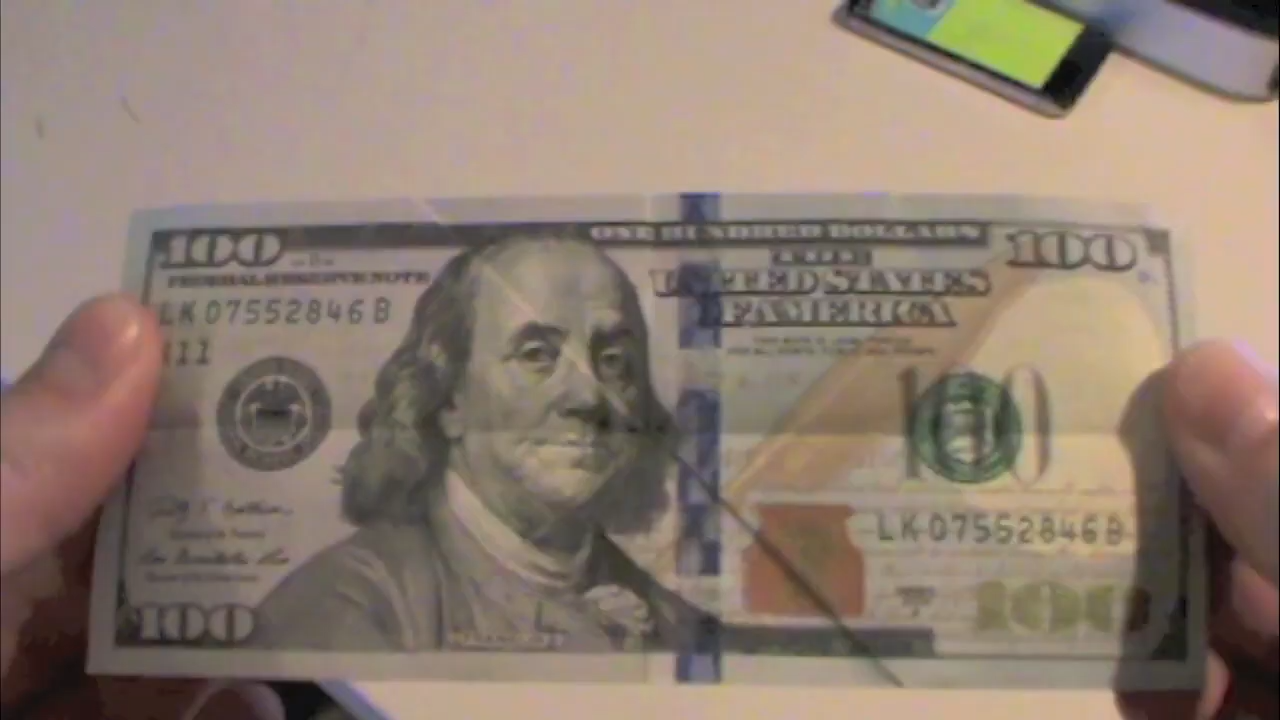 100
ONE HUNDRED DOLLARS
100
FEDERAL RESERVE NOTE
THE
UNITED STATES
OF AMERICA
LK 07552846 B
100
LK 07552846 B
100
100